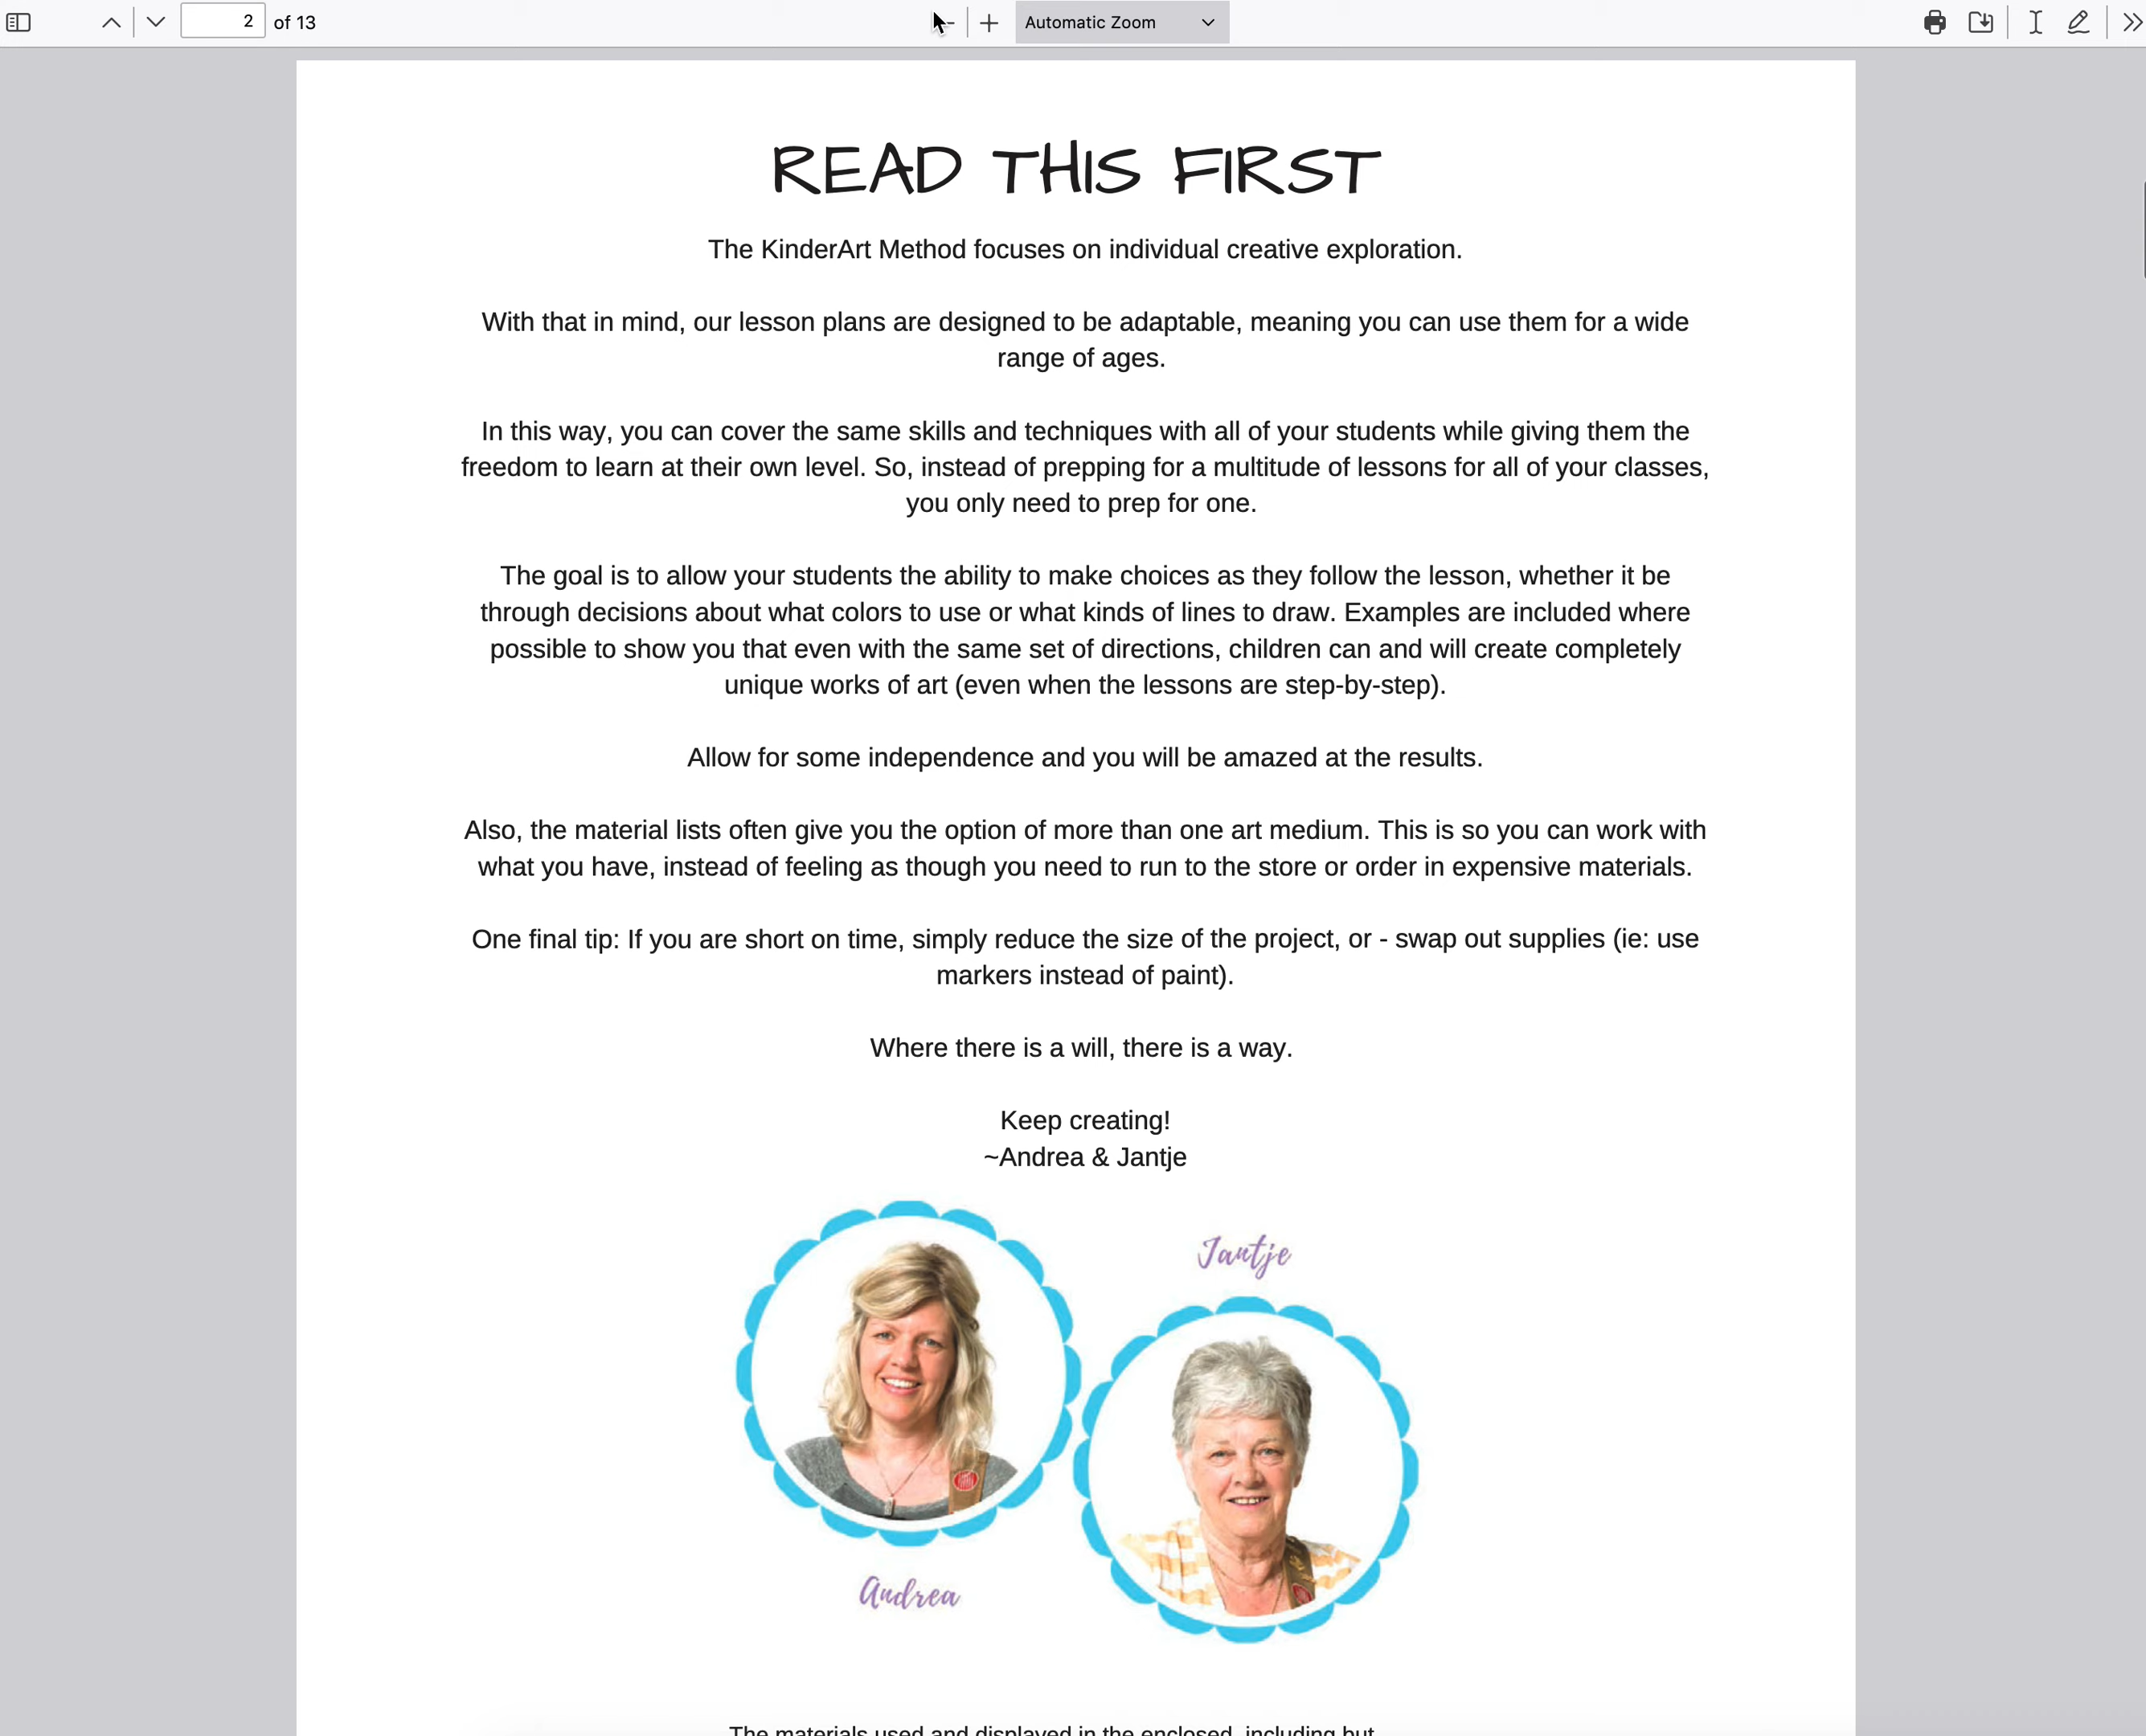 2 of 13
Automatic Zoom
READ THIS FIRST
The KinderArt Method focuses on individual creative exploration.
With that in mind, our lesson plans are designed to be adaptable, meaning you can use them for a wide
range of ages.
In this way, you can cover the same skills and techniques with all of your students while giving them the
freedom to learn at their own level. So, instead of prepping for a multitude of lessons for all of your classes,
you only need to prep for one.
The goal is to allow your students the ability to make choices as they follow the lesson, whether it be
through decisions about what colors to use or what kinds of lines to draw. Examples are included where
possible to show you that even with the same set of directions, children can and will create completely
unique works of art (even when the lessons are step-by-step).
Allow for some independence and you will be amazed at the results.
Also, the material lists often give you the option of more than one art medium. This is so you can work with
what you have, instead of feeling as though you need to run to the store or order in expensive materials.
One final tip: If you are short on time, simply reduce the size of the project, or - swap out supplies (ie: use
markers instead of paint).
Where there is a will, there is a way.
Keep creating!
~Andrea & Jantje
Jantje
Andrea
The materials used and displayed in the enclosed, including but